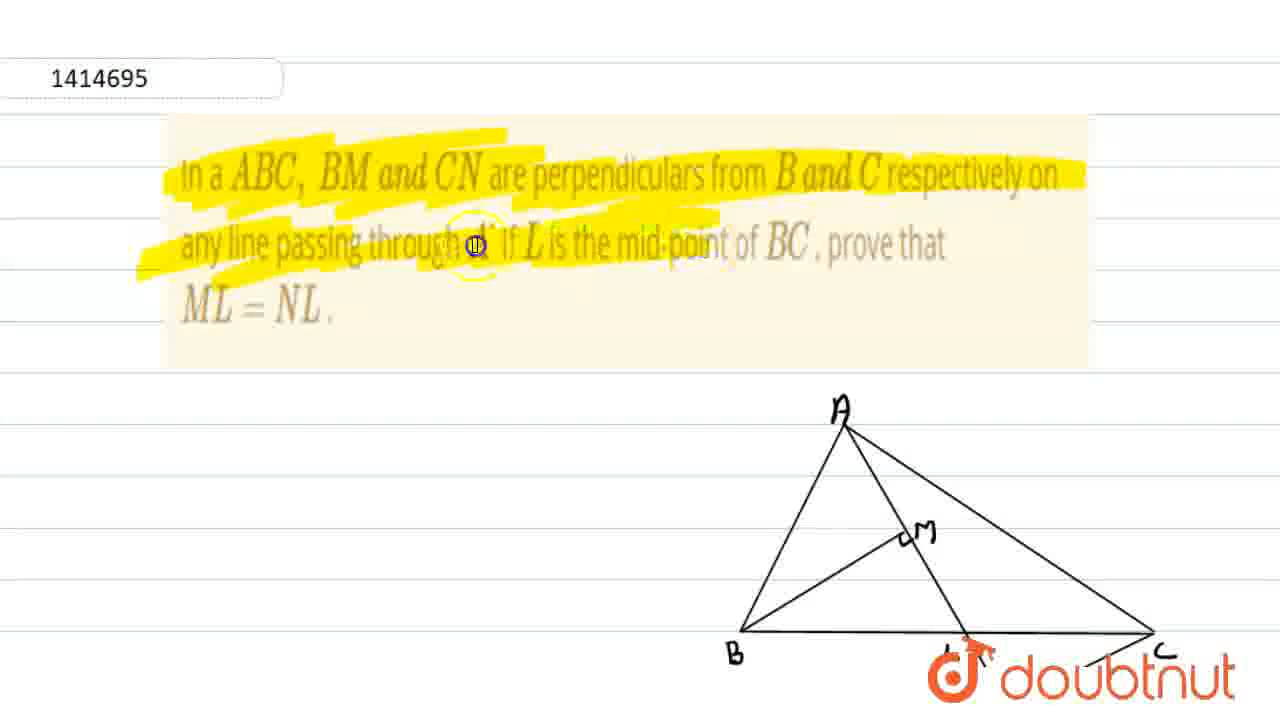 1414695
In a ABC, BM and CN are perpendiculars from B and C respectively on
any line passing through if L is the mid-point of BC, prove that
ML = NL.
A
M
B
C
doubtnut